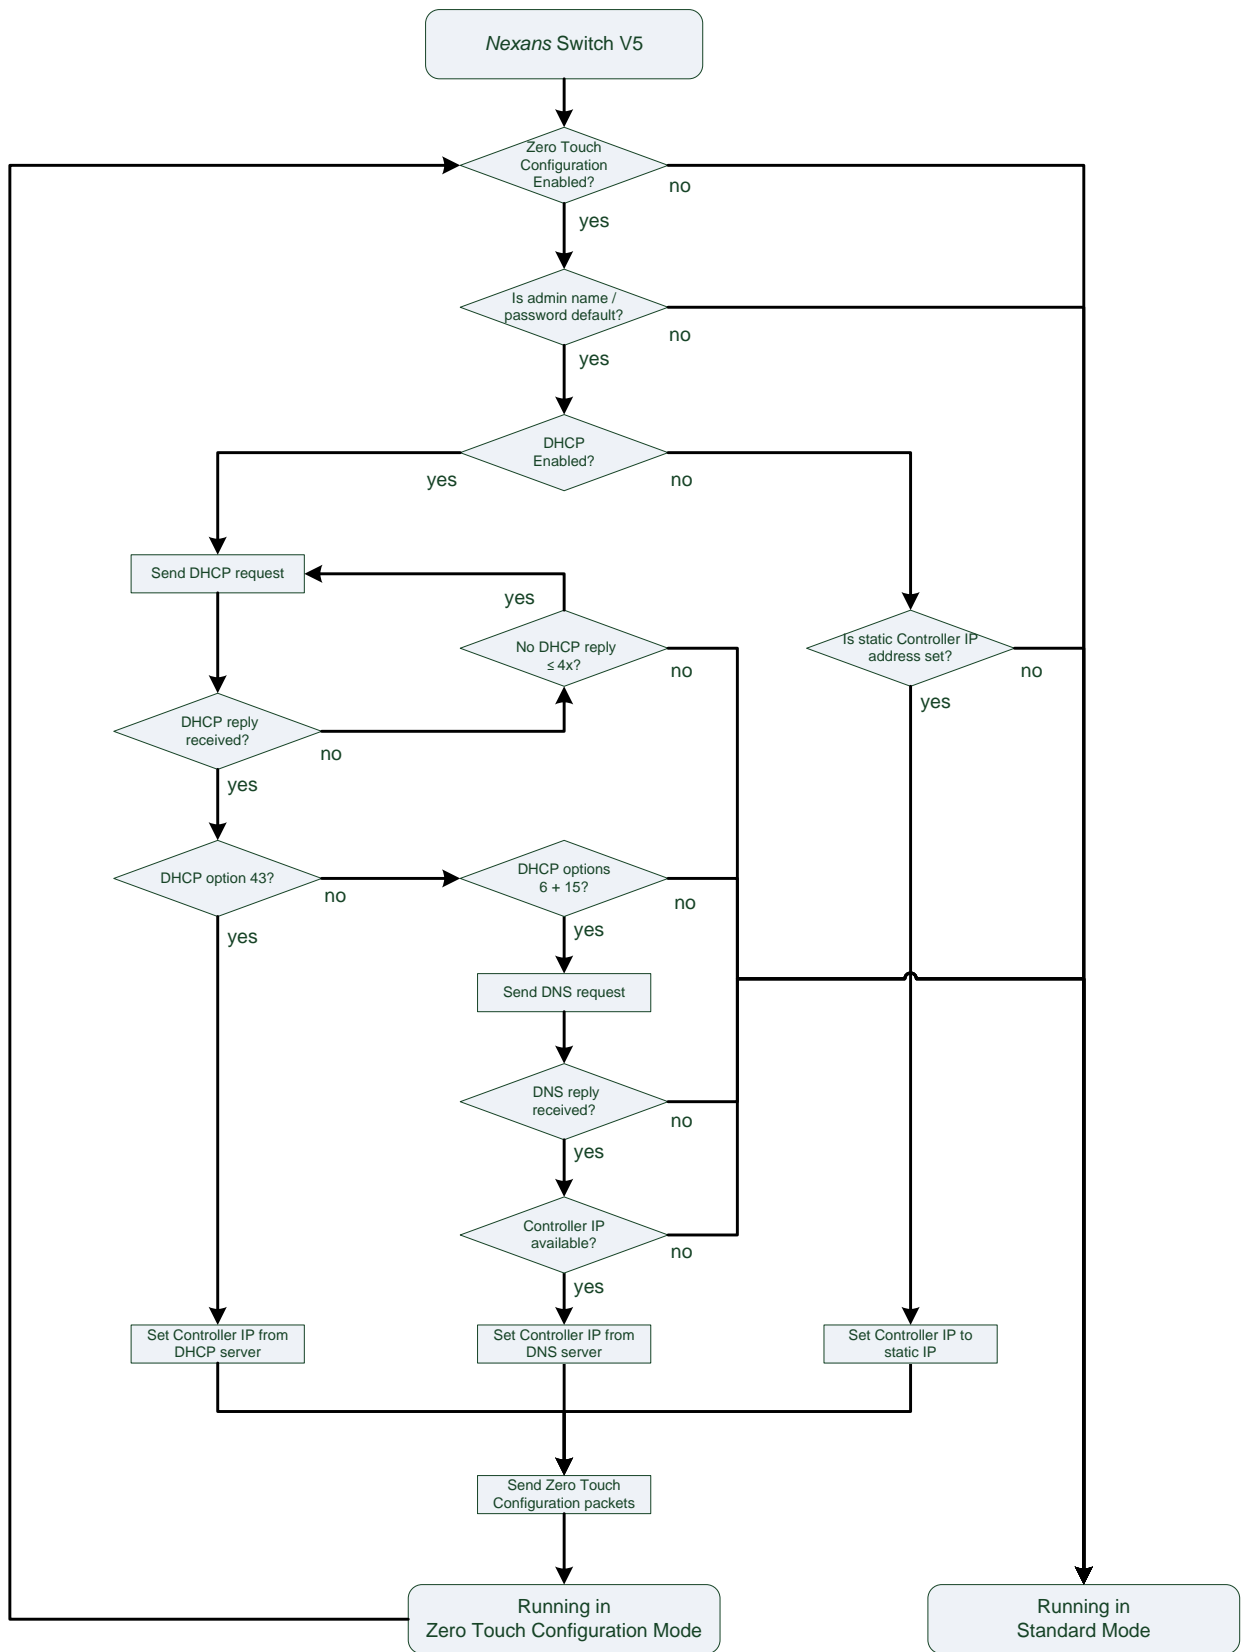 Nexans Switch V5
Zero Touch
Configuration
Enabled?
no
yes
Is admin name /
password default?
no
yes
DHCP
Enabled?
yes
no
Send DHCP request
yes
No DHCP reply
≤ 4x?
no
Is static Controller IP
address set?
no
yes
DHCP reply
received?
no
yes
DHCP option 43?
no
yes
DHCP options
6 + 15?
no
yes
Send DNS request
DNS reply
received?
no
yes
Controller IP
available?
no
yes
Set Controller IP from
DHCP server
Set Controller IP from
DNS server
Set Controller IP to
static IP
Send Zero Touch
Configuration packets
Running in
Zero Touch Configuration Mode
Running in
Standard Mode